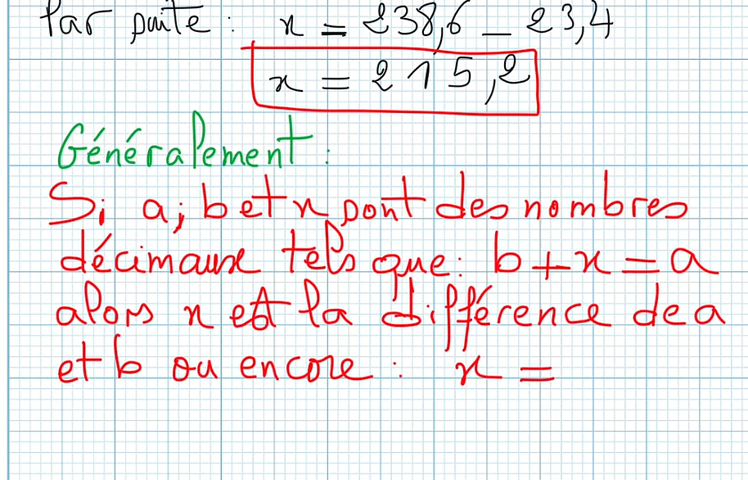 Par suite : x = 238,6 - 23,4
x = 215,2
Généralement :
Si a; b et x sont des nombres
décimaux tels que : b + x = a
alors x est la différence de a
et b ou encore : x =